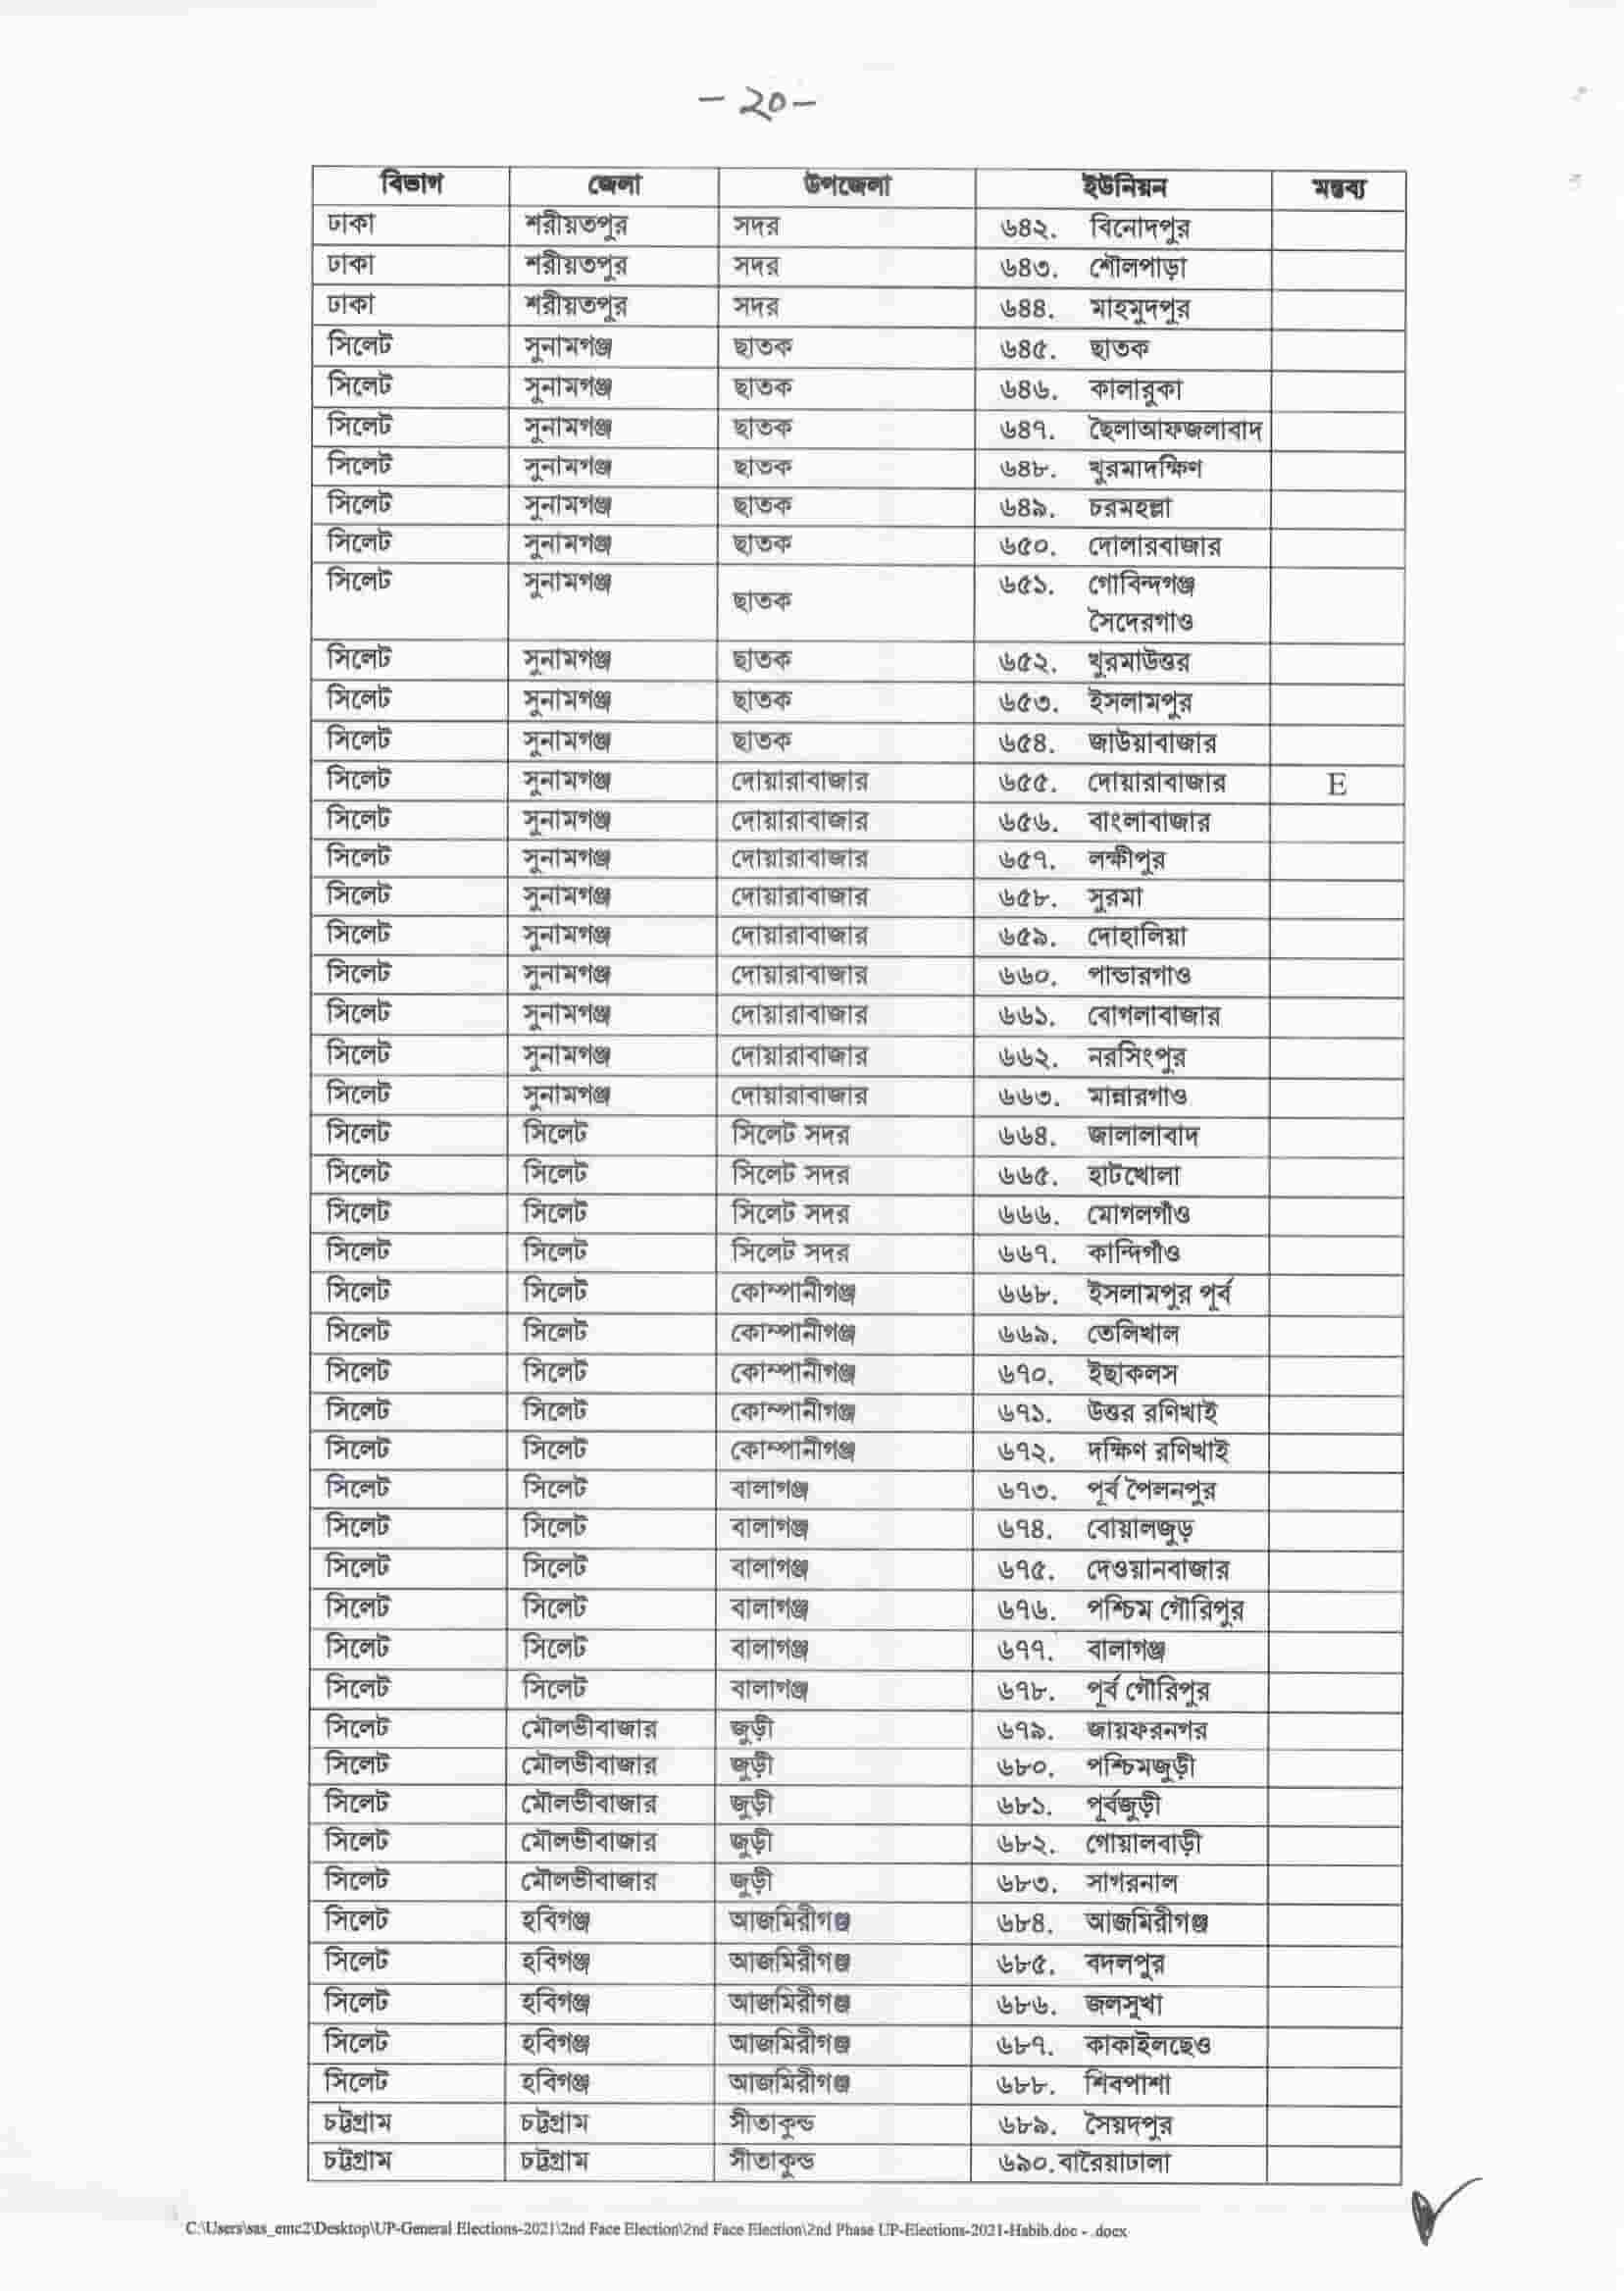 - ২০ -
বিভাগ জেলা উপজেলা ইউনিয়ন মন্তব্য
ঢাকা শরীয়তপুর সদর ৬৪২. বিনোদপুর
ঢাকা শরীয়তপুর সদর ৬৪৩. শৌলপাড়া
ঢাকা শরীয়তপুর সদর ৬৪৪. মাহমুদপুর
সিলেট সুনামগঞ্জ ছাতক ৬৪৫. ছাতক
সিলেট সুনামগঞ্জ ছাতক ৬৪৬. কালারুকা
সিলেট সুনামগঞ্জ ছাতক ৬৪৭. ছৈলাআফজলাবাদ
সিলেট সুনামগঞ্জ ছাতক ৬৪৮. খুরমাদক্ষিণ
সিলেট সুনামগঞ্জ ছাতক ৬৪৯. চরমহল্লা
সিলেট সুনামগঞ্জ ছাতক ৬৫০. দোলারবাজার
সিলেট সুনামগঞ্জ ছাতক ৬৫১. গোবিন্দগঞ্জ
সৈদেরগাও
সিলেট সুনামগঞ্জ ছাতক ৬৫২. খুরমাউত্তর
সিলেট সুনামগঞ্জ ছাতক ৬৫৩. ইসলামপুর
সিলেট সুনামগঞ্জ ছাতক ৬৫৪. জাউয়াবাজার
সিলেট সুনামগঞ্জ দোয়ারাবাজার ৬৫৫. দোয়ারাবাজার E
সিলেট সুনামগঞ্জ দোয়ারাবাজার ৬৫৬. বাংলাবাজার
সিলেট সুনামগঞ্জ দোয়ারাবাজার ৬৫৭. লক্ষীপুর
সিলেট সুনামগঞ্জ দোয়ারাবাজার ৬৫৮. সুরমা
সিলেট সুনামগঞ্জ দোয়ারাবাজার ৬৫৯. দোহালিয়া
সিলেট সুনামগঞ্জ দোয়ারাবাজার ৬৬০. পান্ডারগাও
সিলেট সুনামগঞ্জ দোয়ারাবাজার ৬৬১. বোগলাবাজার
সিলেট সুনামগঞ্জ দোয়ারাবাজার ৬৬২. নরসিংপুর
সিলেট সুনামগঞ্জ দোয়ারাবাজার ৬৬৩. মান্নারগাও
সিলেট সিলেট সিলেট সদর ৬৬৪. জালালাবাদ
সিলেট সিলেট সিলেট সদর ৬৬৫. হাটখোলা
সিলেট সিলেট সিলেট সদর ৬৬৬. মোগলগাঁও
সিলেট সিলেট সিলেট সদর ৬৬৭. কান্দিগাঁও
সিলেট সিলেট কোম্পানীগঞ্জ ৬৬৮. ইসলামপুর পূর্ব
সিলেট সিলেট কোম্পানীগঞ্জ ৬৬৯. তেলিখাল
সিলেট সিলেট কোম্পানীগঞ্জ ৬৭০. ইছাকলস
সিলেট সিলেট কোম্পানীগঞ্জ ৬৭১. উত্তর রণিখাই
সিলেট সিলেট কোম্পানীগঞ্জ ৬৭২. দক্ষিণ রণিখাই
সিলেট সিলেট বালাগঞ্জ ৬৭৩. পূর্ব পৈলনপুর
সিলেট সিলেট বালাগঞ্জ ৬৭৪. বোয়ালজুড়
সিলেট সিলেট বালাগঞ্জ ৬৭৫. দেওয়ানবাজার
সিলেট সিলেট বালাগঞ্জ ৬৭৬. পশ্চিম গৌরিপুর
সিলেট সিলেট বালাগঞ্জ ৬৭৭. বালাগঞ্জ
সিলেট সিলেট বালাগঞ্জ ৬৭৮. পূর্ব গৌরিপুর
সিলেট মৌলভীবাজার জুড়ী ৬৭৯. জায়ফরনগর
সিলেট মৌলভীবাজার জুড়ী ৬৮০. পশ্চিমজুড়ী
সিলেট মৌলভীবাজার জুড়ী ৬৮১. পূর্বজুড়ী
সিলেট মৌলভীবাজার জুড়ী ৬৮২. গোয়ালবাড়ী
সিলেট মৌলভীবাজার জুড়ী ৬৮৩. সাগরনাল
সিলেট হবিগঞ্জ আজমিরীগঞ্জ ৬৮৪. আজমিরীগঞ্জ
সিলেট হবিগঞ্জ আজমিরীগঞ্জ ৬৮৫. বদলপুর
সিলেট হবিগঞ্জ আজমিরীগঞ্জ ৬৮৬. জলসুখা
সিলেট হবিগঞ্জ আজমিরীগঞ্জ ৬৮৭. কাকাইলছেও
সিলেট হবিগঞ্জ আজমিরীগঞ্জ ৬৮৮. শিবপাশা
চট্টগ্রাম চট্টগ্রাম সীতাকুন্ড ৬৮৯. সৈয়দপুর
চট্টগ্রাম চট্টগ্রাম সীতাকুন্ড ৬৯০. বারৈয়াঢালা
C:\Users\sas_emc2\Desktop\UP-General Elections-2021\2nd Face Election\2nd Face Election\2nd Phase UP-Elections-2021-Habib.doc - .docx